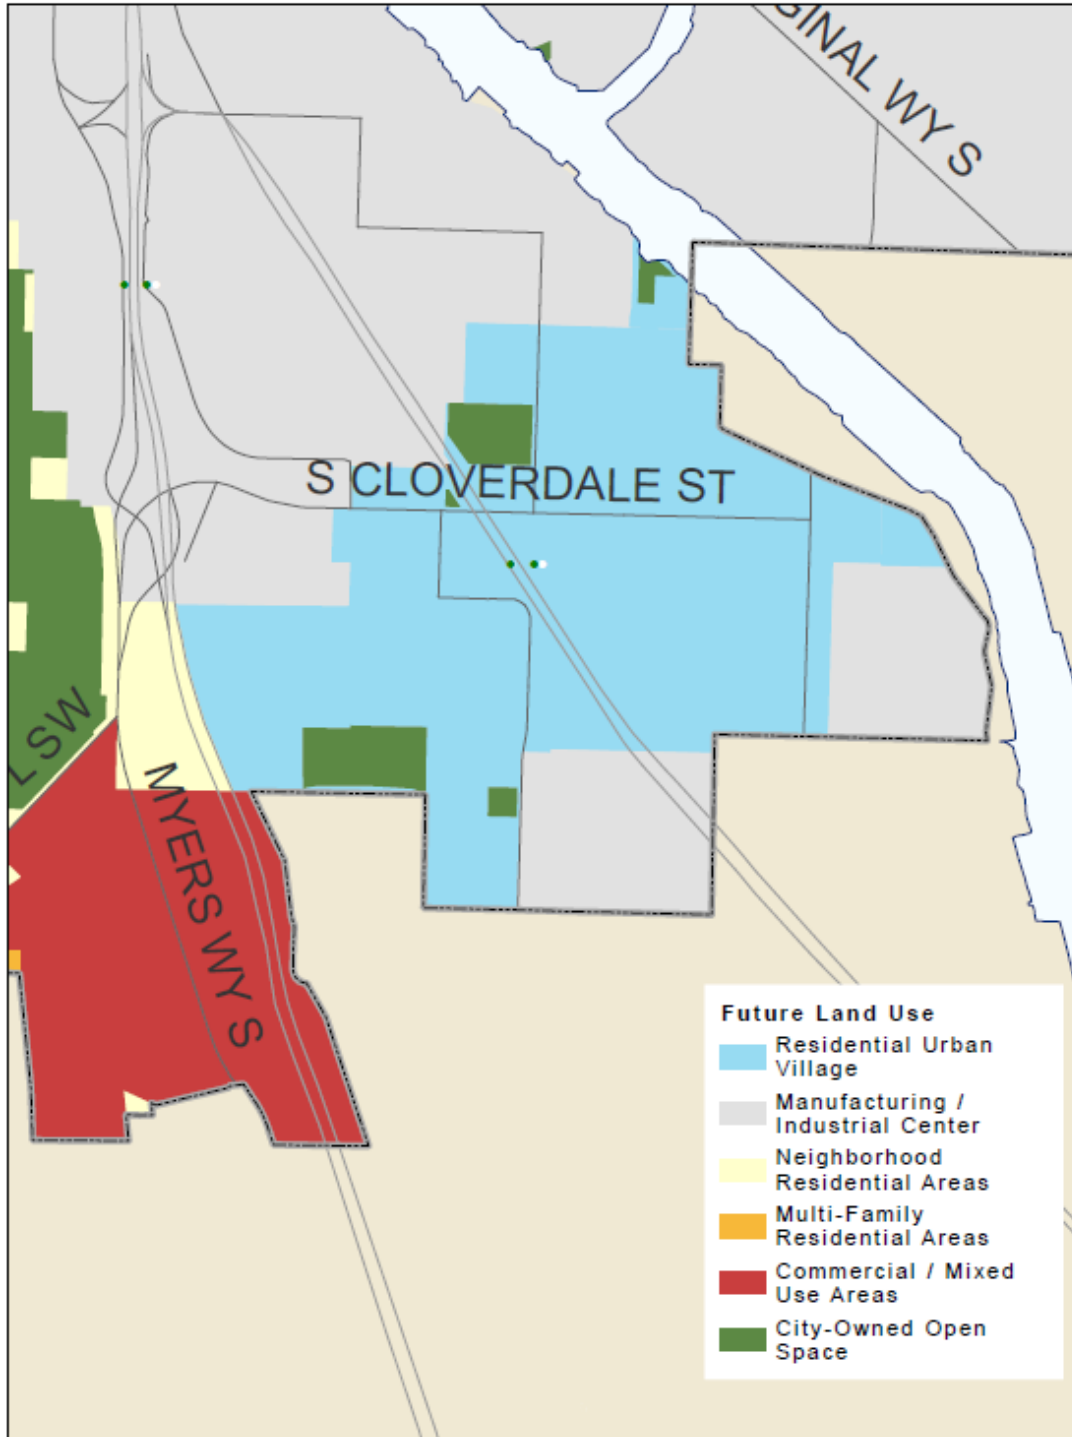 GINAL WY S
S CLOVERDALE ST
L SW
MYERS WY S
Future Land Use
Residential Urban
Village
Manufacturing /
Industrial Center
Neighborhood
Residential Areas
Multi-Family
Residential Areas
Commercial / Mixed
Use Areas
City-Owned Open
Space